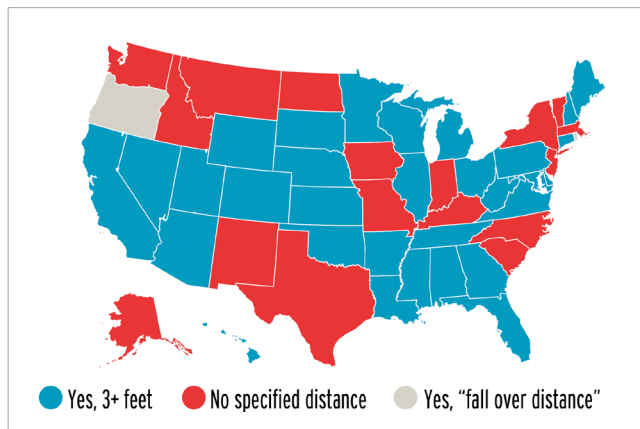 Yes, 3+ feet No specified distance Yes, “fall over distance”